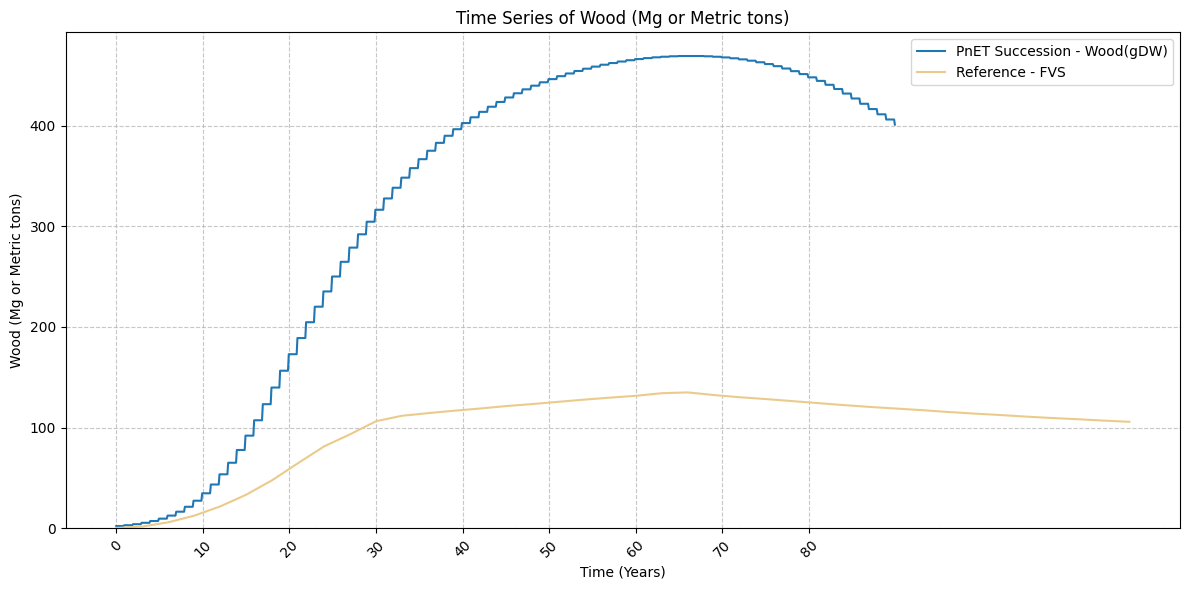 Time Series of Wood (Mg or Metric tons)
PnET Succession - Wood(gDW)
Reference - FVS
Wood (Mg or Metric tons)
400
300
200
100
0
0 10 20 30 40 50 60 70 80
Time (Years)